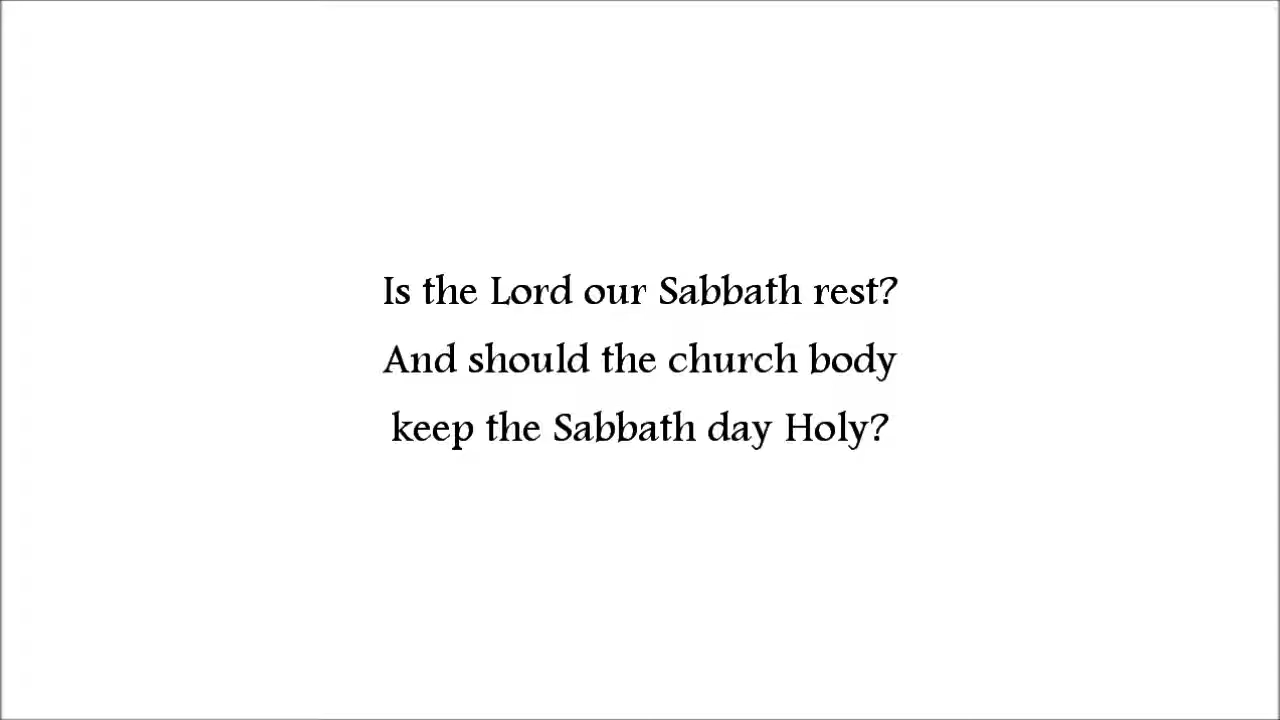 Is the Lord our Sabbath rest?
And should the church body
keep the Sabbath day Holy?